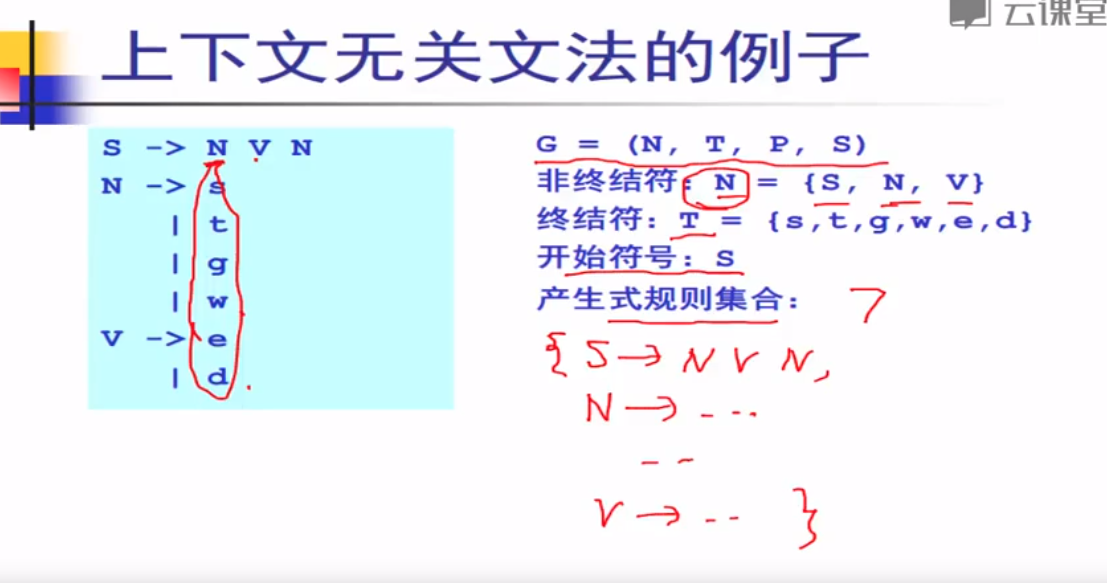 云课堂
上下文无关文法的例子
S -> N V N
N -> s
| t
| g
| w
V -> e
| d
G = (N, T, P, S)
非终结符: N = {S, N, V}
终结符: T = {s,t,g,w,e,d}
开始符号: S
产生式规则集合: 7
{ S → N V N,
N → ...
..
V → .. }